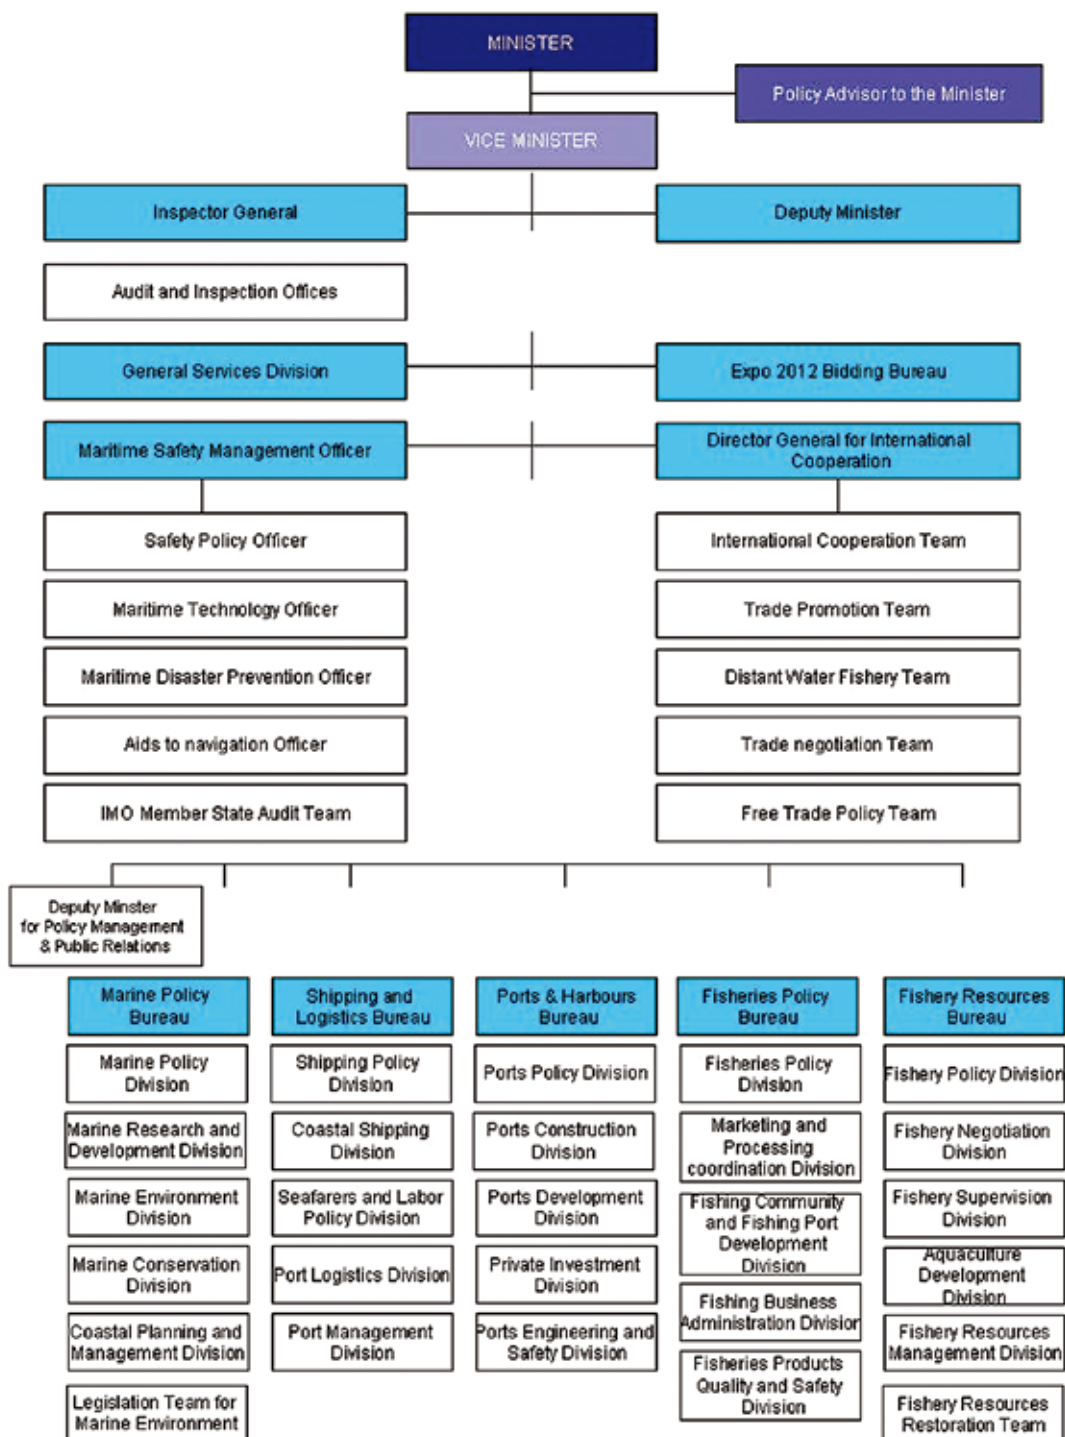 MINISTER
Policy Advisor to the Minister
VICE MINISTER
Inspector General
Deputy Minister
Audit and Inspection Offices
General Services Division
Expo 2012 Bidding Bureau
Maritime Safety Management Officer
Director General for International
Cooperation
Safety Policy Officer
International Cooperation Team
Maritime Technology Officer
Trade Promotion Team
Maritime Disaster Prevention Officer
Distant Water Fishery Team
Aids to navigation Officer
Trade negotiation Team
IMO Member State Audit Team
Free Trade Policy Team
Deputy Minster
for Policy Management
& Public Relations
Marine Policy
Bureau
Marine Policy
Division
Marine Research and
Development Division
Marine Environment
Division
Marine Conservation
Division
Coastal Planning and
Management Division
Legislation Team for
Marine Environment
Shipping and
Logistics Bureau
Shipping Policy
Division
Coastal Shipping
Division
Seafarers and Labor
Policy Division
Port Logistics Division
Port Management
Division
Ports & Harbours
Bureau
Ports Policy Division
Ports Construction
Division
Ports Development
Division
Private Investment
Division
Ports Engineering and
Safety Division
Fisheries Policy
Bureau
Fisheries Policy
Division
Marketing and
Processing
coordination Division
Fishing Community
and Fishing Port
Development
Division
Fishing Business
Administration Division
Fisheries Products
Quality and Safety
Division
Fishery Resources
Bureau
Fishery Policy Division
Fishery Negotiation
Division
Fishery Supervision
Division
Aquaculture
Development
Division
Fishery Resources
Management Division
Fishery Resources
Restoration Team